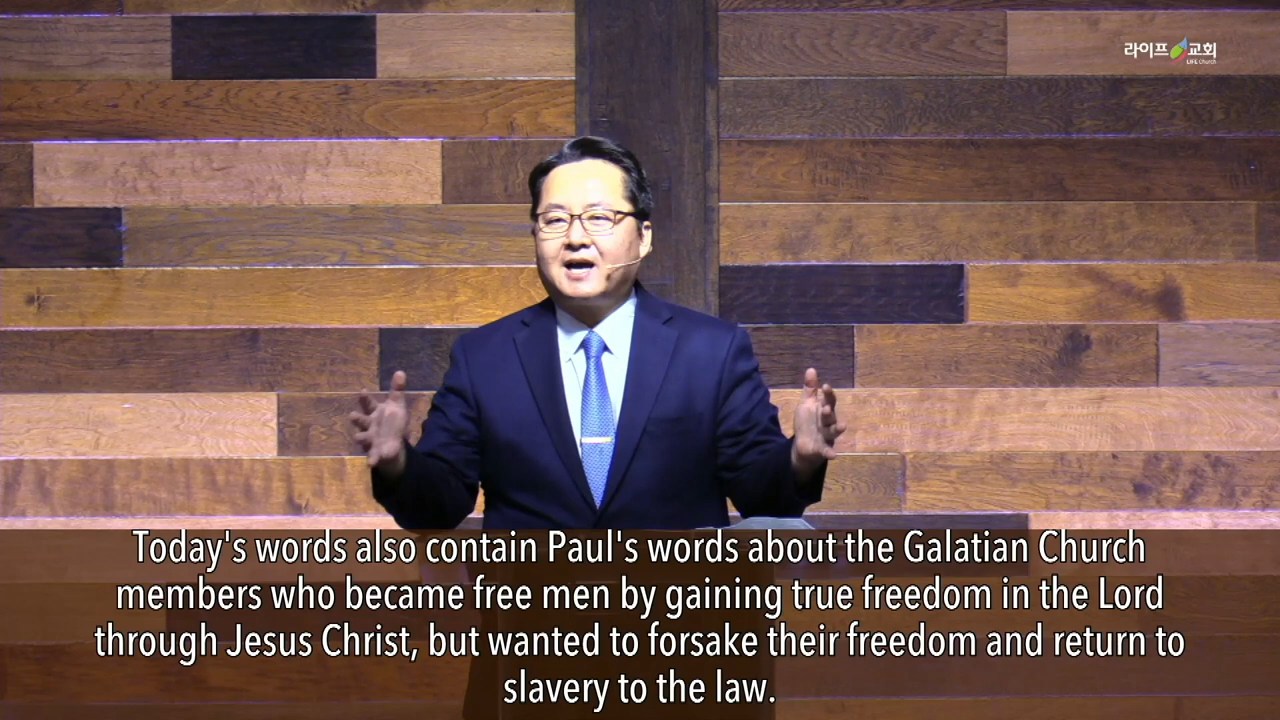 라이프 교회
LIFE Church
Today's words also contain Paul's words about the Galatian Church
members who became free men by gaining true freedom in the Lord
through Jesus Christ, but wanted to forsake their freedom and return to
slavery to the law.